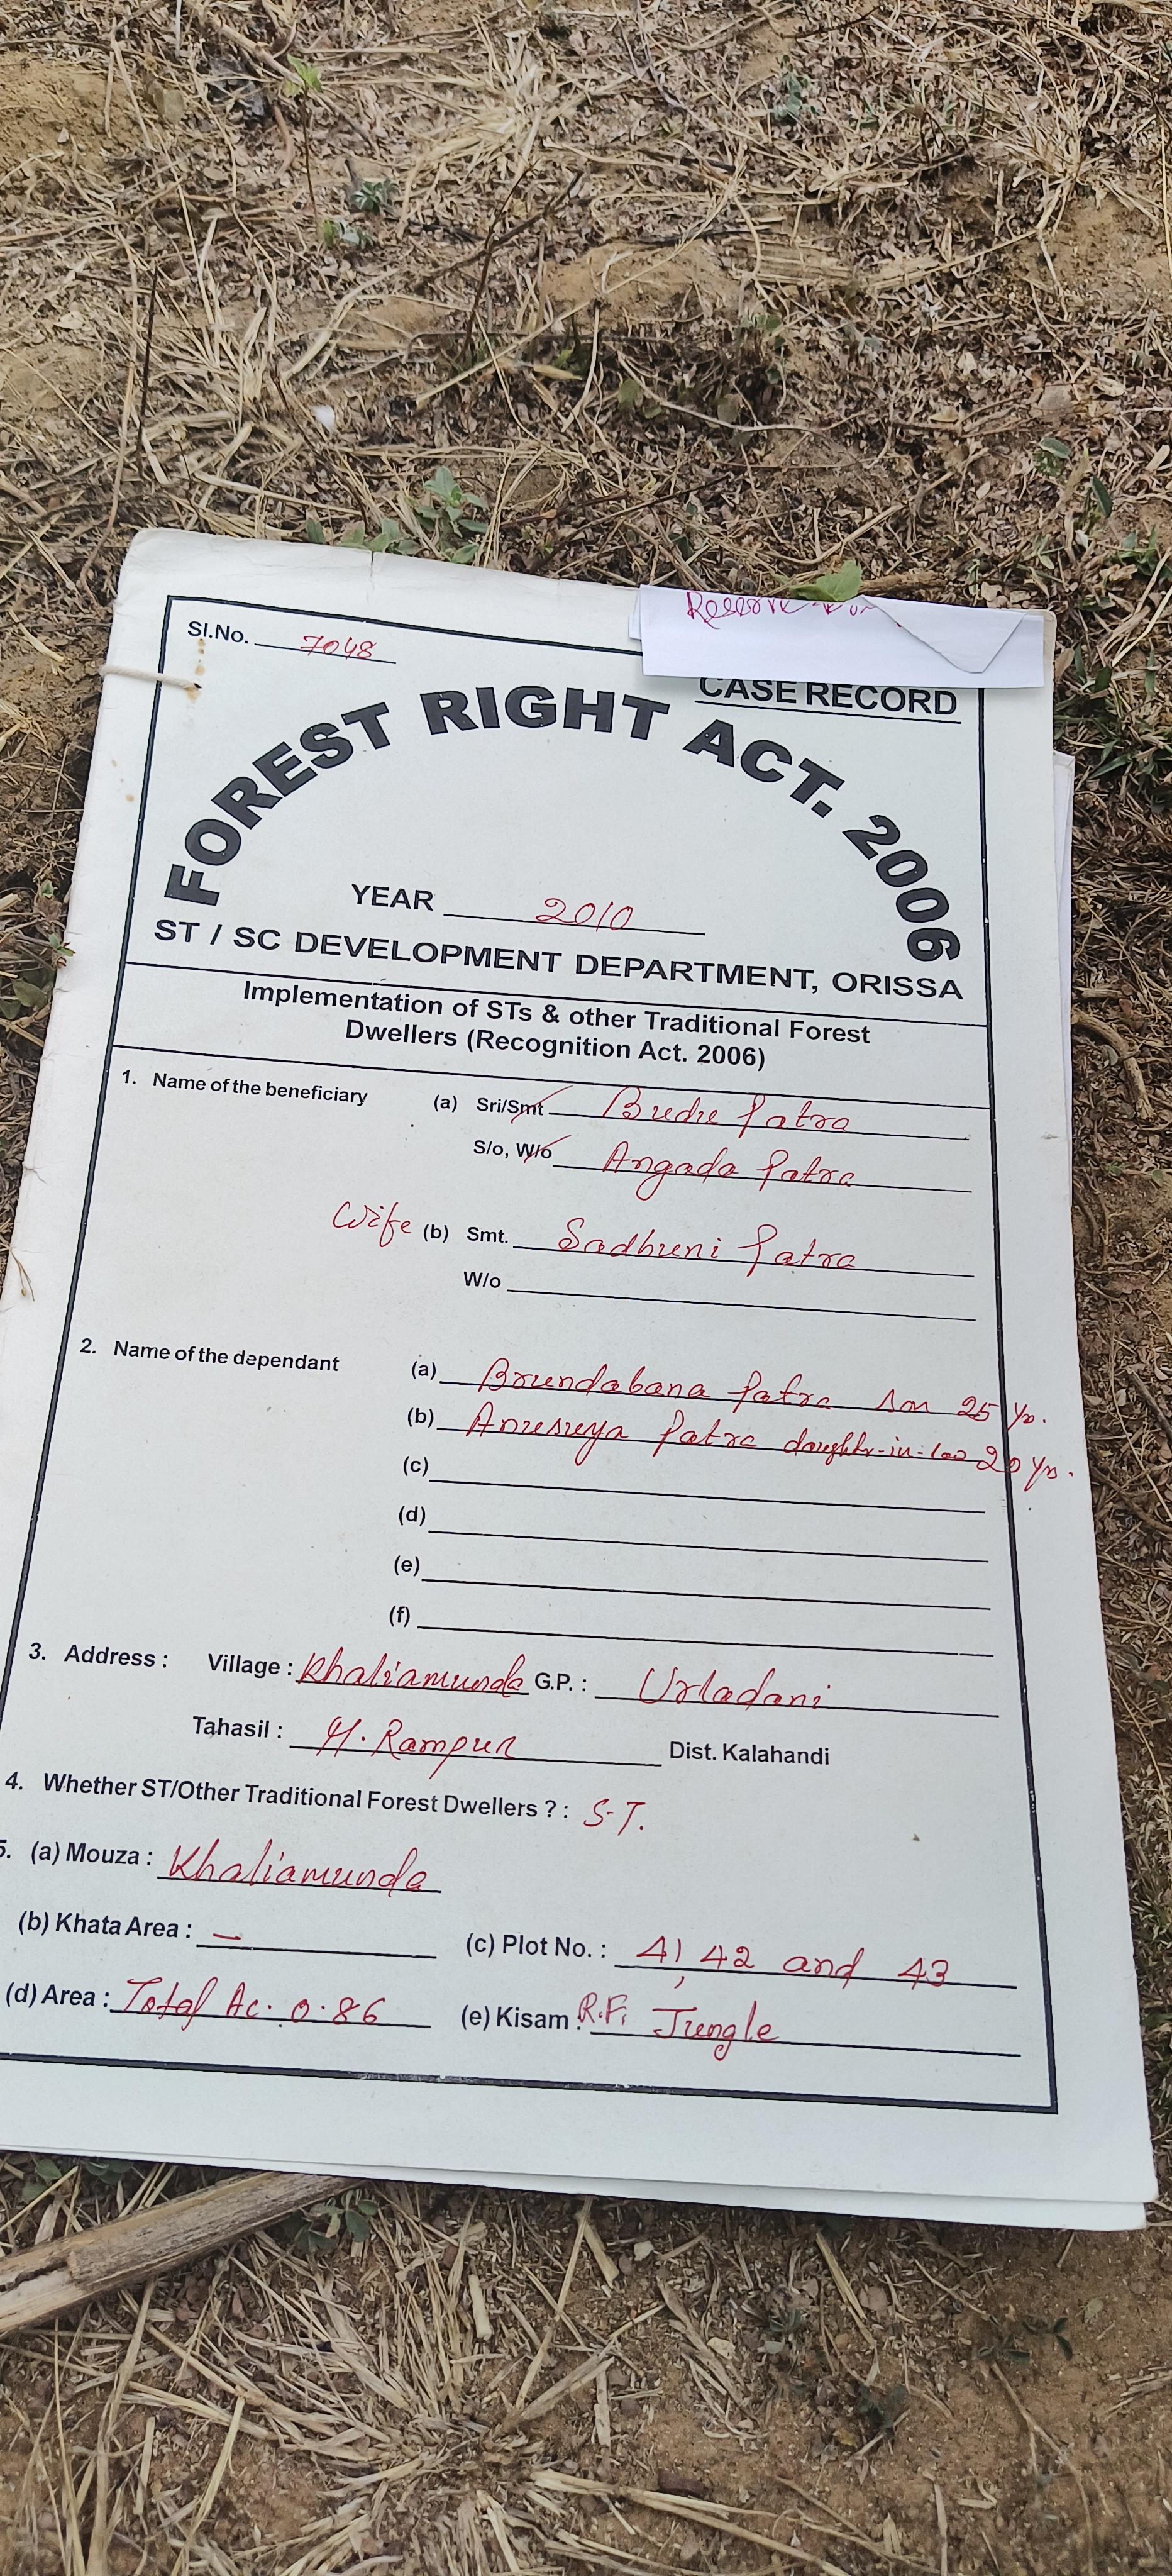 Reserve
Sl.No. 7048
CASE RECORD
FOREST RIGHT ACT. 2006
YEAR 2010
ST / SC DEVELOPMENT DEPARTMENT, ORISSA
Implementation of STs & other Traditional Forest
Dwellers (Recognition Act. 2006)
1. Name of the beneficiary (a) Sri/Smt Budu Patra
S/o, W/o Angada Patra
Wife (b) Smt. Sadhuni Patra
W/o
2. Name of the dependant (a) Brundabana Patra son 25 yr.
(b) Anusuya Patra daughter-in-law 20 yr.
(c)
(d)
(e)
(f)
3. Address : Village : Khaliamunda G.P. : Urladani
Tahasil : M. Rampur Dist. Kalahandi
4. Whether ST/Other Traditional Forest Dwellers ? : S.T.
5. (a) Mouza : Khaliamunda
(b) Khata Area : — (c) Plot No. : 41, 42 and 43
(d) Area : Total Ac. 0.86 (e) Kisam : R.F. Jungle